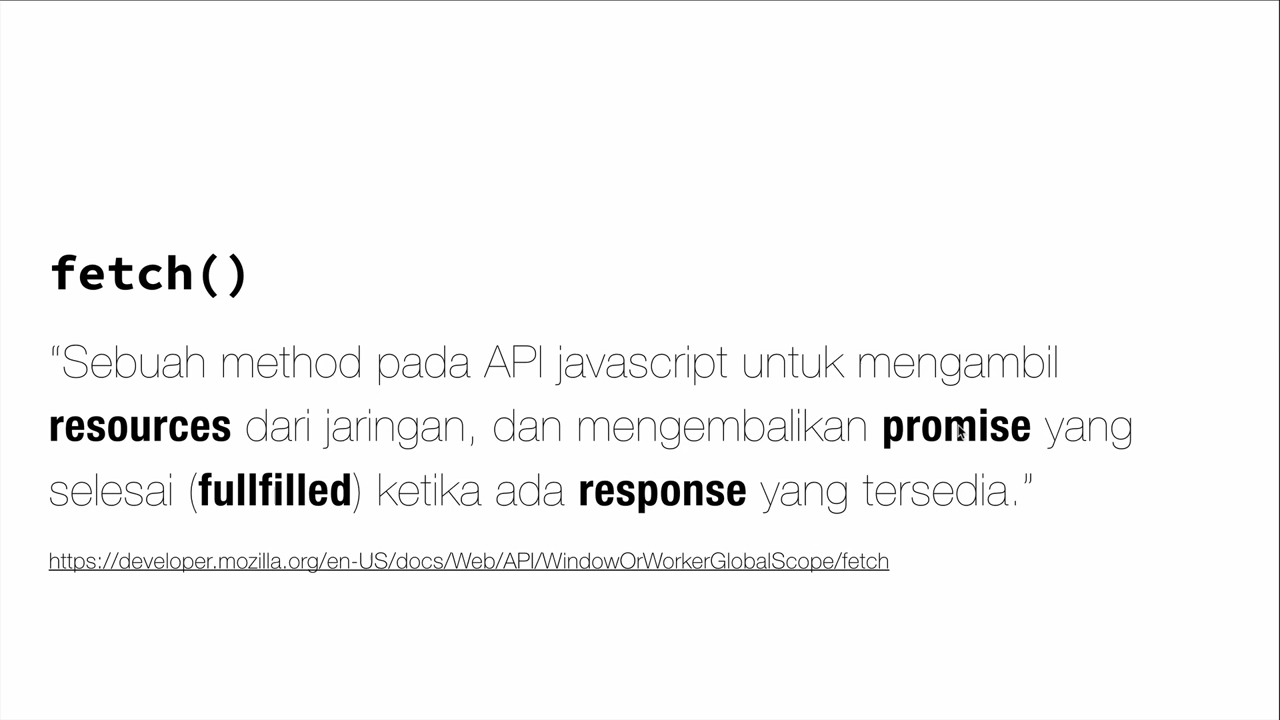 fetch()
“Sebuah method pada API javascript untuk mengambil
resources dari jaringan, dan mengembalikan promise yang
selesai (fullfilled) ketika ada response yang tersedia.”
https://developer.mozilla.org/en-US/docs/Web/API/WindowOrWorkerGlobalScope/fetch